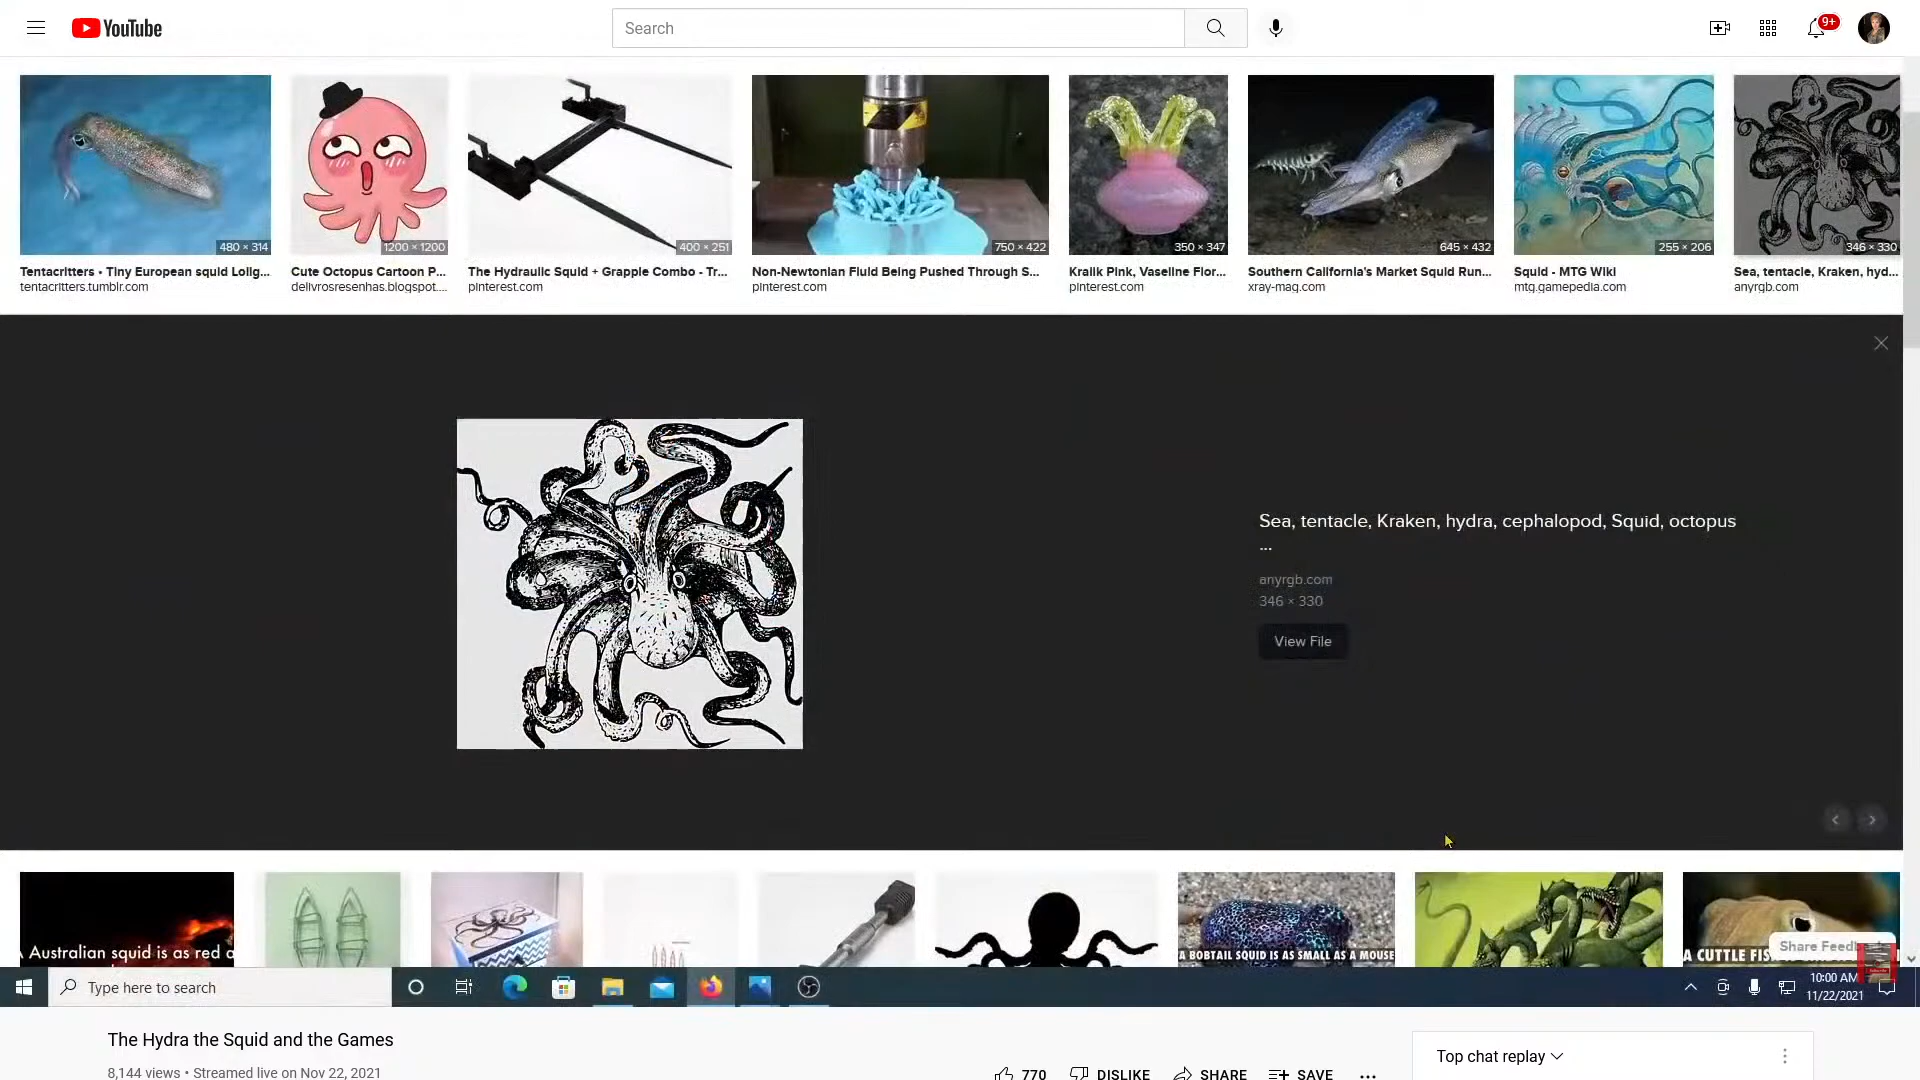 YouTube
Search
9+
480 × 314
1200 × 1200
400 × 251
750 × 422
350 × 347
645 × 432
255 × 206
346 × 330
Tentacritters • Tiny European squid Lolig...
Cute Octopus Cartoon P...
The Hydraulic Squid + Grapple Combo - Tr...
Non-Newtonian Fluid Being Pushed Through S...
Kralik Pink, Vaseline Flor...
Southern California's Market Squid Run...
Squid - MTG Wiki
Sea, tentacle, Kraken, hyd...
tentacritters.tumblr.com
delivrosresenhas.blogspot....
pinterest.com
pinterest.com
pinterest.com
xray-mag.com
mtg.gamepedia.com
anyrgb.com
Sea, tentacle, Kraken, hydra, cephalopod, Squid, octopus
...
anyrgb.com
346 × 330
View File
Australian squid is as red a
A BOBTAIL SQUID IS AS SMALL AS A MOUSE
A CUTTLE FIS
Share Feedb
Type here to search
10:00 AM
11/22/2021
The Hydra the Squid and the Games
8,144 views • Streamed live on Nov 22, 2021
770
DISLIKE
SHARE
SAVE
Top chat replay